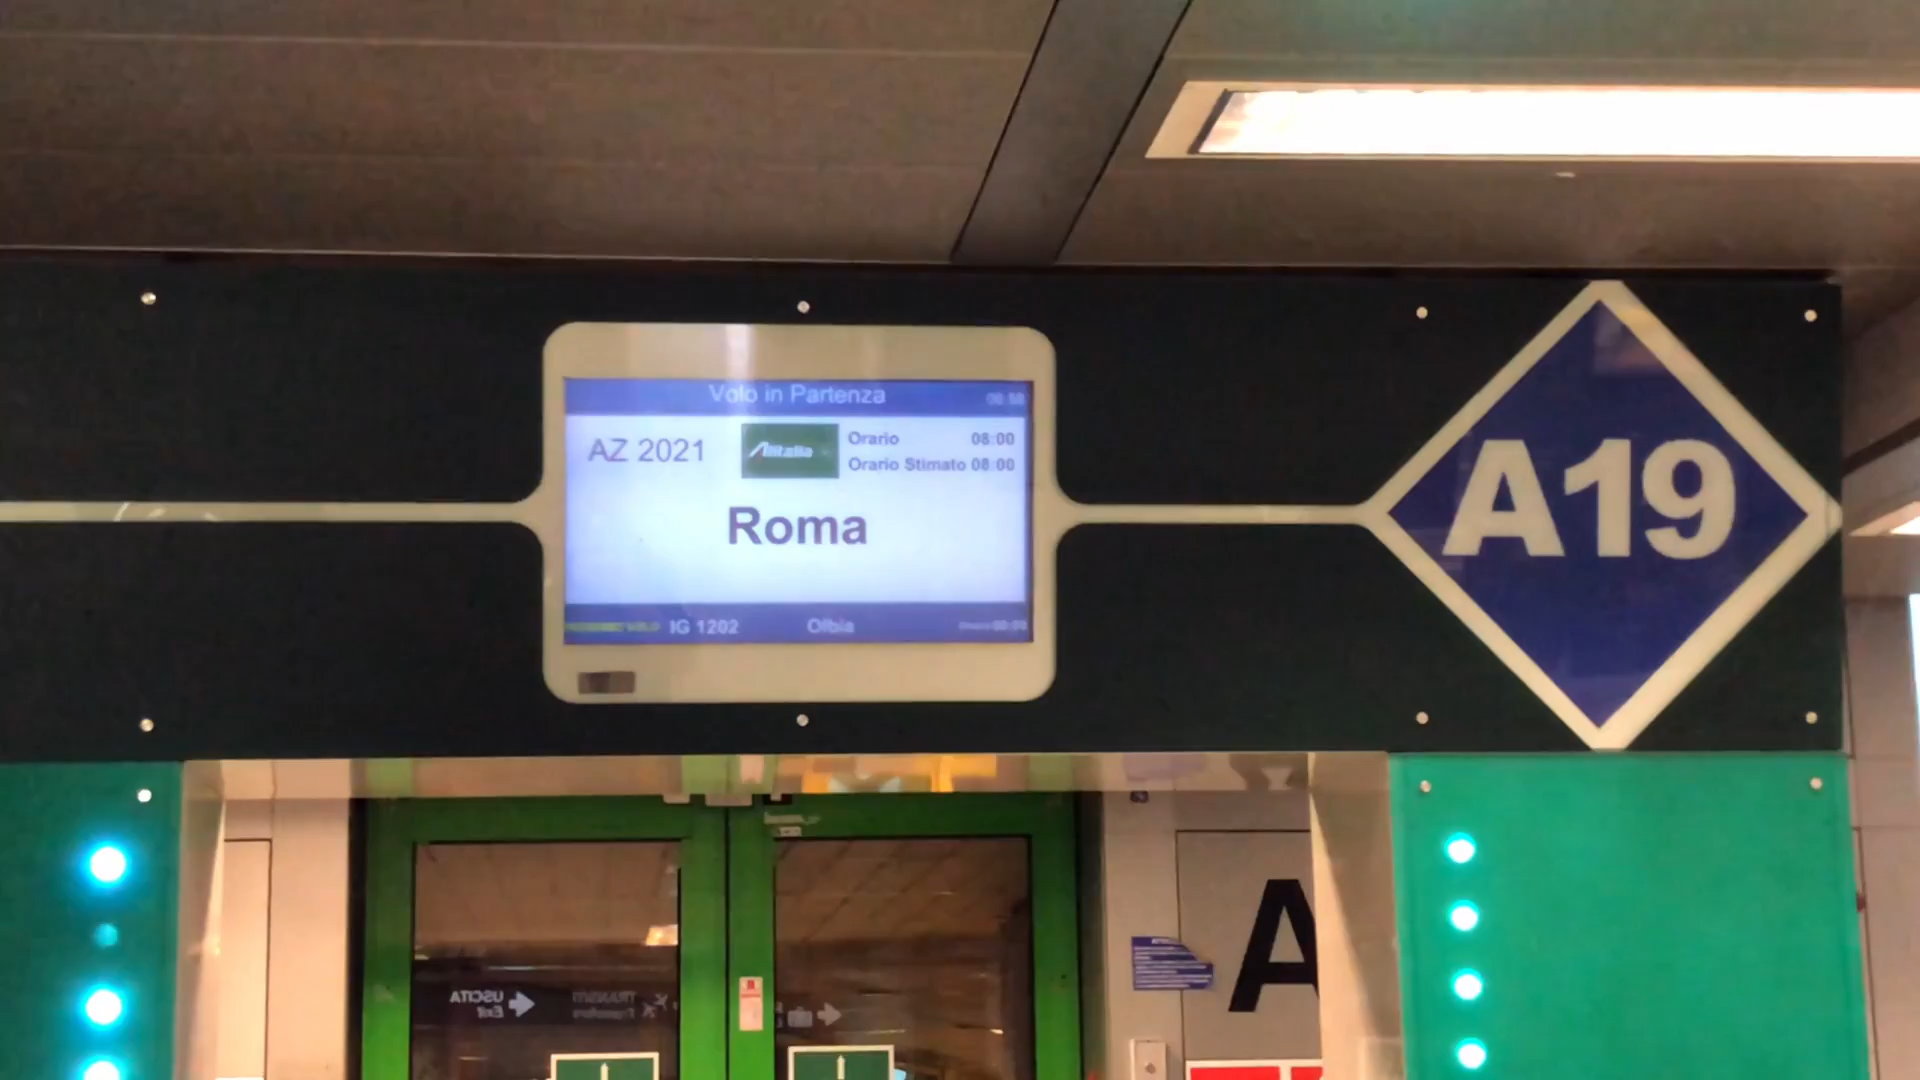 Volo in Partenza
AZ 2021
Alitalia
Orario 08:00
Orario Stimato 08:00
Roma
IG 1202 Olbia
A19
A
USCITA
Exit